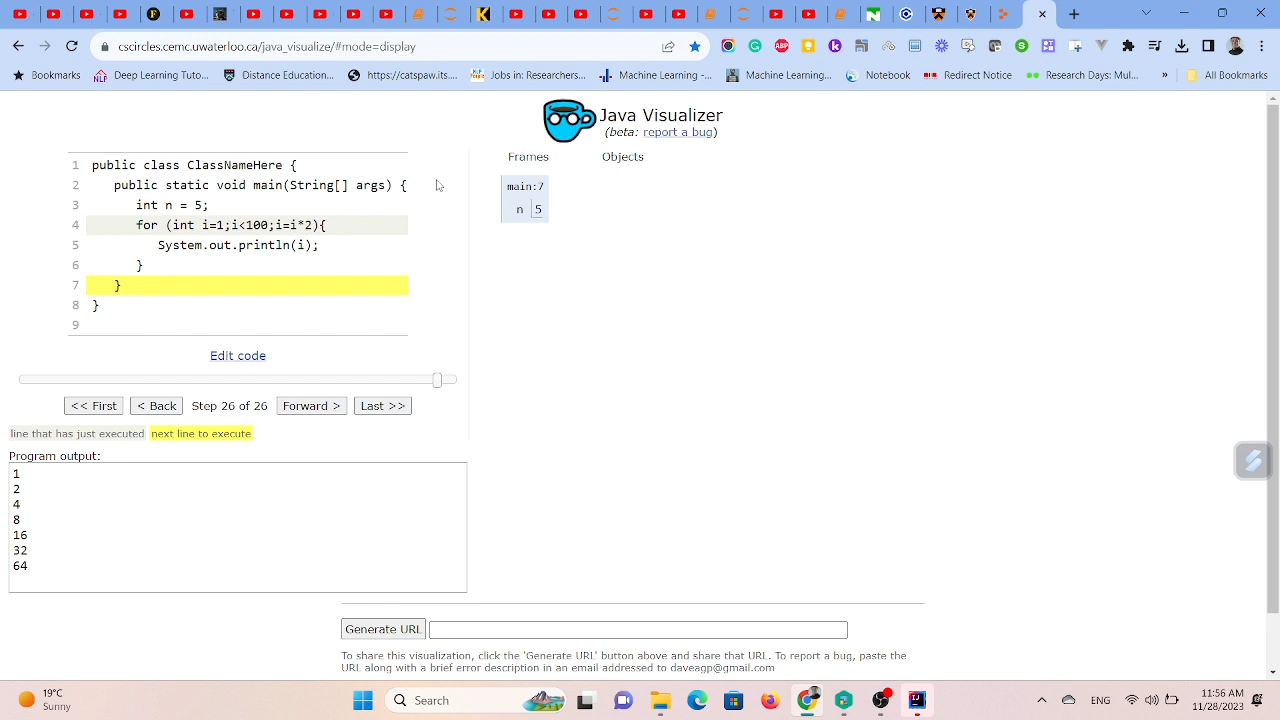 cscircles.cemc.uwaterloo.ca/java_visualize/#mode=display
Bookmarks
Deep Learning Tuto...
Distance Education...
https://catspaw.its....
Jobs in: Researchers...
Machine Learning -...
Machine Learning...
Notebook
Redirect Notice
Research Days: Mul...
»
All Bookmarks
Java Visualizer
(beta: report a bug)
Frames
Objects
1 public class ClassNameHere {
2 public static void main(String[] args) {
3 int n = 5;
4 for (int i=1;i<100;i=i*2){
5 System.out.println(i);
6 }
7 }
8 }
9
main:7
n 5
Edit code
<< First
< Back
Step 26 of 26
Forward >
Last >>
line that has just executed
next line to execute
Program output:
1
2
4
8
16
32
64
Generate URL
To share this visualization, click the 'Generate URL' button above and share that URL. To report a bug, paste the
URL along with a brief error description in an email addressed to daveagp@gmail.com
19°C
Sunny
Search
ENG
11:56 AM
11/28/2023